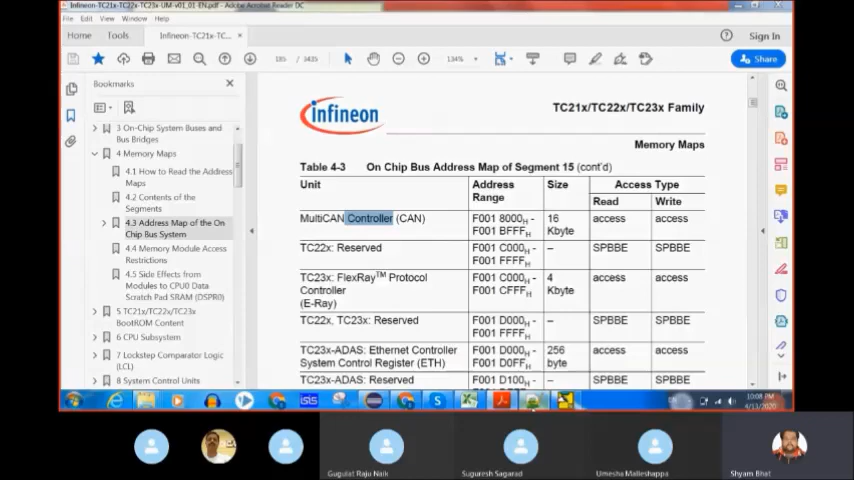 Infineon-TC21x-TC22x-TC23x-UM-v01_01-EN.pdf - Adobe Acrobat Reader DC
File Edit View Window Help
Home Tools Infineon-TC21x-TC... × Sign In
185 / 3435 134% Share
Bookmarks ×
3 On-Chip System Buses and
Bus Bridges
4 Memory Maps
4.1 How to Read the Address
Maps
4.2 Contents of the
Segments
4.3 Address Map of the On
Chip Bus System
4.4 Memory Module Access
Restrictions
4.5 Side Effects from
Modules to CPU0 Data
Scratch Pad SRAM (DSPR0)
5 TC21x/TC22x/TC23x
BootROM Content
6 CPU Subsystem
7 Lockstep Comparator Logic
(LCL)
8 System Control Units
infineon
TC21x/TC22x/TC23x Family
Memory Maps
Table 4-3 On Chip Bus Address Map of Segment 15 (cont'd)
Unit Address Range Size Access Type
Read Write
MultiCAN Controller (CAN) F001 8000H - F001 BFFFH 16 Kbyte access access
TC22x: Reserved F001 C000H - F001 FFFFH – SPBBE SPBBE
TC23x: FlexRay™ Protocol Controller (E-Ray) F001 C000H - F001 CFFFH 4 Kbyte access access
TC22x, TC23x: Reserved F001 D000H - F001 FFFFH – SPBBE SPBBE
TC23x-ADAS: Ethernet Controller System Control Register (ETH) F001 D000H - F001 D0FFH 256 byte access access
TC23x-ADAS: Reserved F001 D100H - – SPBBE SPBBE
isis
EN
10:08 PM
4/13/2020
Gugulat Raju Naik
Suguresh Sagarad
Umesha Malleshappa
Shyam Bhat